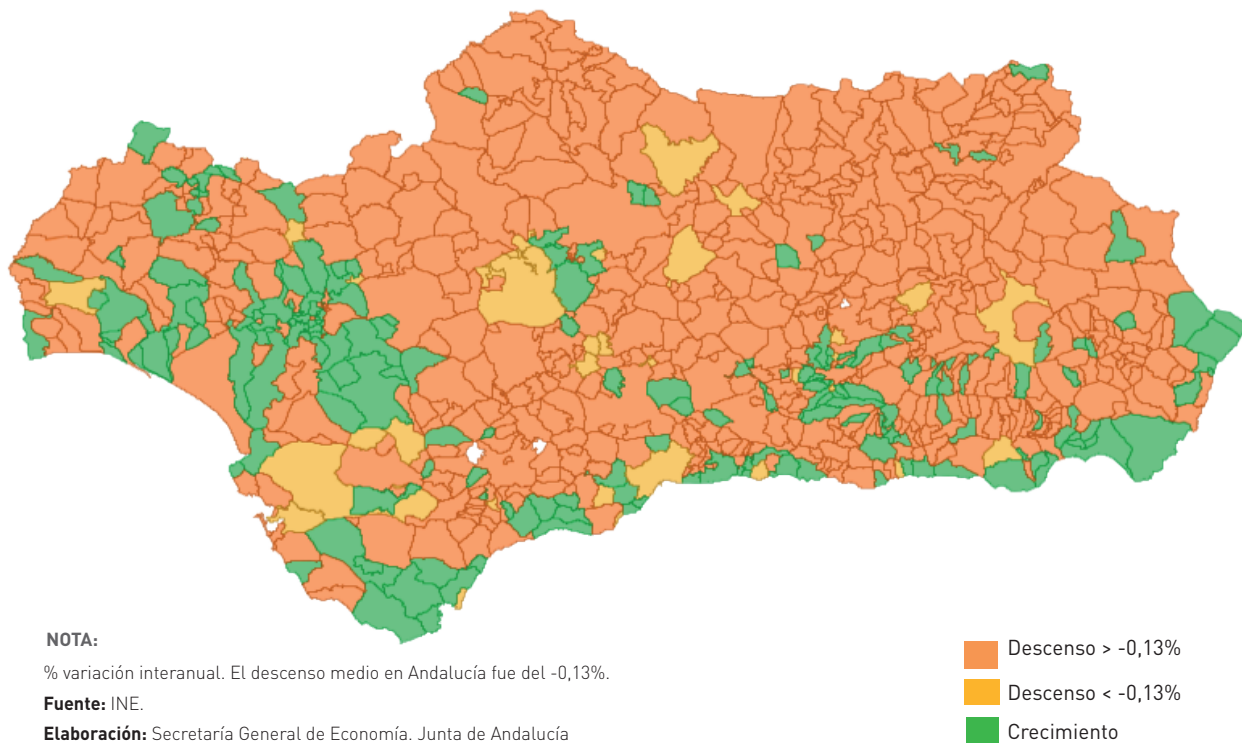 NOTA:
% variación interanual. El descenso medio en Andalucía fue del -0,13%.
Fuente: INE.
Elaboración: Secretaría General de Economía. Junta de Andalucía
Descenso > -0,13%
Descenso < -0,13%
Crecimiento